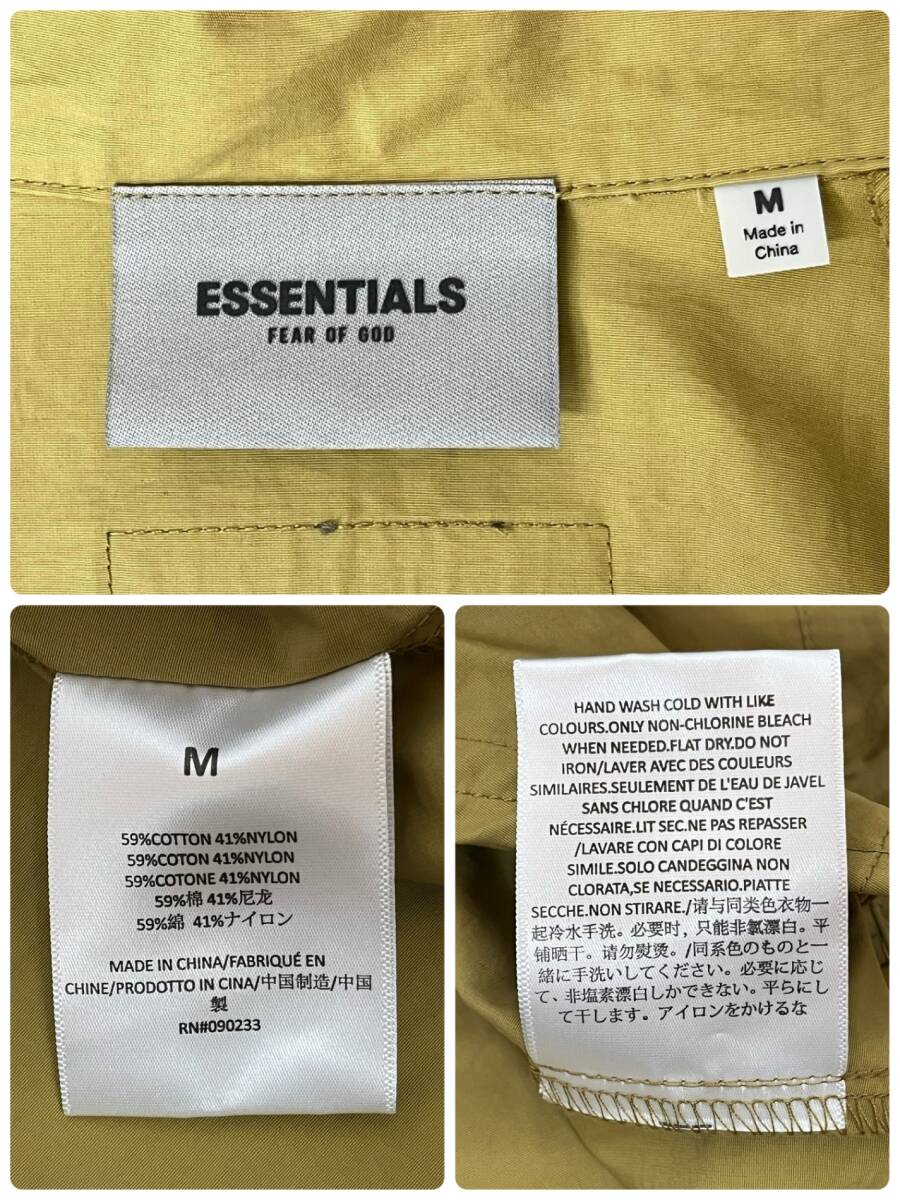 ESSENTIALS
FEAR OF GOD
M
Made in
China
M
59%COTTON 41%NYLON
59%COTON 41%NYLON
59%COTONE 41%NYLON
59%棉 41%尼龙
59%綿 41%ナイロン
MADE IN CHINA/FABRIQUÉ EN
CHINE/PRODOTTO IN CINA/中国制造/中国
製
RN#090233
HAND WASH COLD WITH LIKE
COLOURS.ONLY NON-CHLORINE BLEACH
WHEN NEEDED.FLAT DRY.DO NOT
IRON/LAVER AVEC DES COULEURS
SIMILAIRES.SEULEMENT DE L'EAU DE JAVEL
SANS CHLORE QUAND C'EST
NÉCESSAIRE.LIT SEC.NE PAS REPASSER
/LAVARE CON CAPI DI COLORE
SIMILE.SOLO CANDEGGINA NON
CLORATA,SE NECESSARIO.PIATTE
SECCHE.NON STIRARE./请与同类色衣物一
起冷水手洗。必要时，只能非氯漂白。平
铺晒干。请勿熨烫。/同系色のものと一
緒に手洗いしてください。必要に応じ
て、非塩素漂白しかできない。平らにし
て干します。アイロンをかけるな